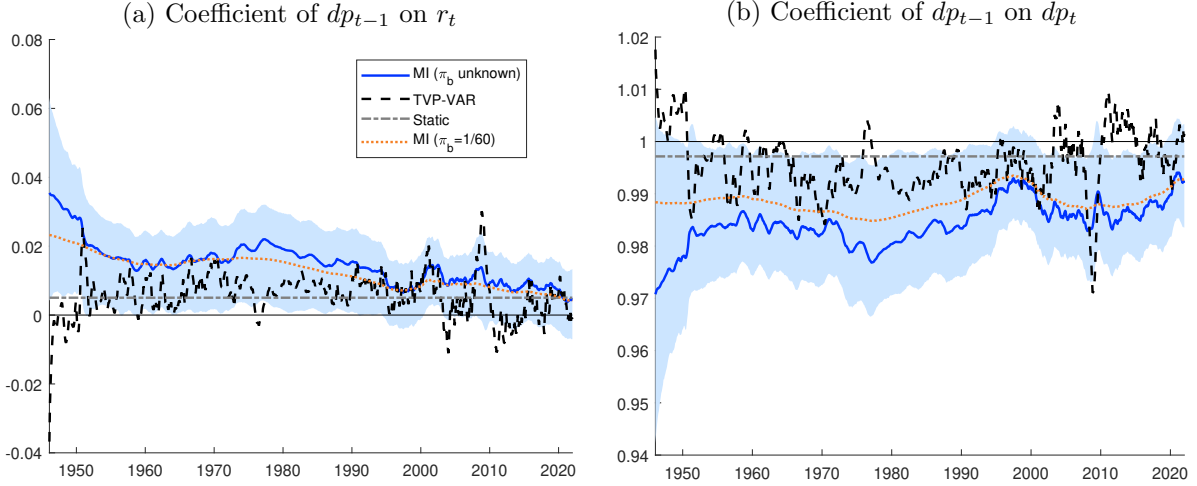 (a) Coefficient of dp_{t−1} on r_t
0.08
0.06
0.04
0.02
0
-0.02
-0.04
1950 1960 1970 1980 1990 2000 2010 2020
MI (π_b unknown)
TVP-VAR
Static
MI (π_b=1/60)
(b) Coefficient of dp_{t−1} on dp_t
1.02
1.01
1
0.99
0.98
0.97
0.96
0.95
0.94
1950 1960 1970 1980 1990 2000 2010 2020